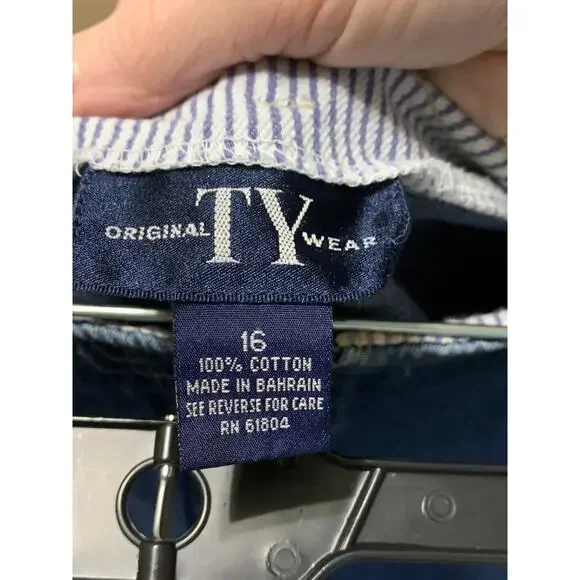 ORIGINAL TY WEAR
16
100% COTTON
MADE IN BAHRAIN
SEE REVERSE FOR CARE
RN 61804